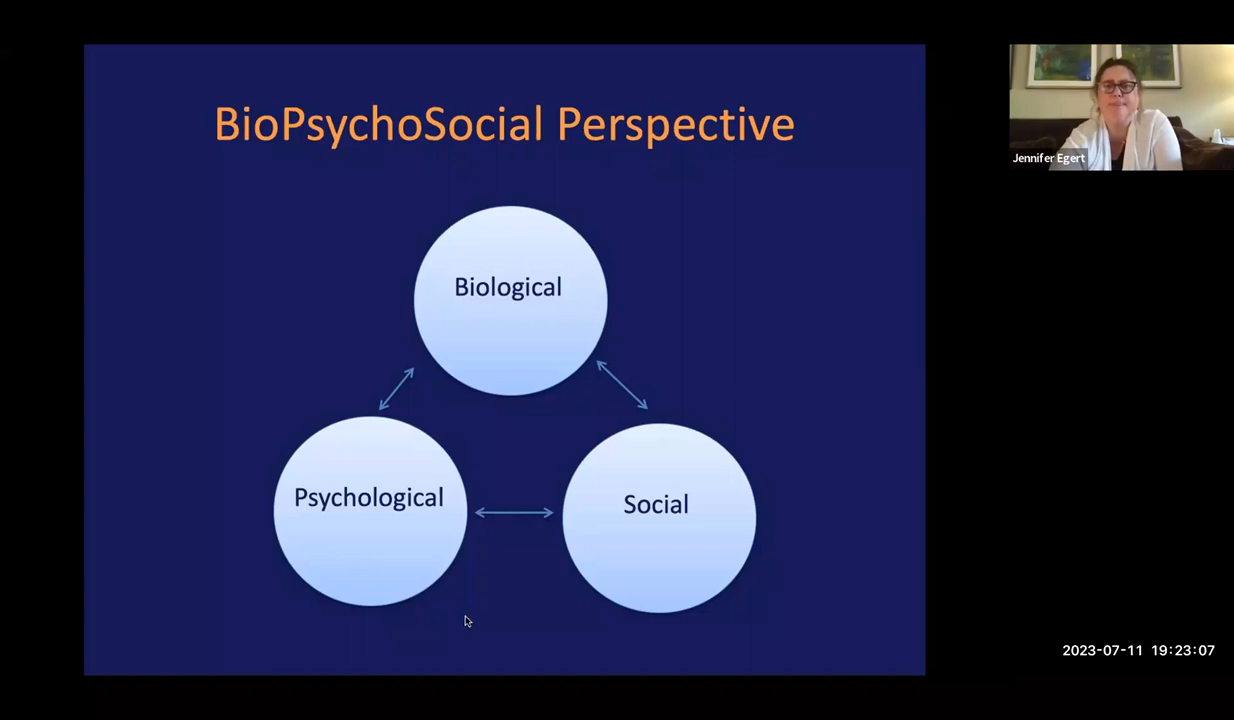 BioPsychoSocial Perspective
Biological
Psychological
Social
Jennifer Egert
2023-07-11 19:23:07